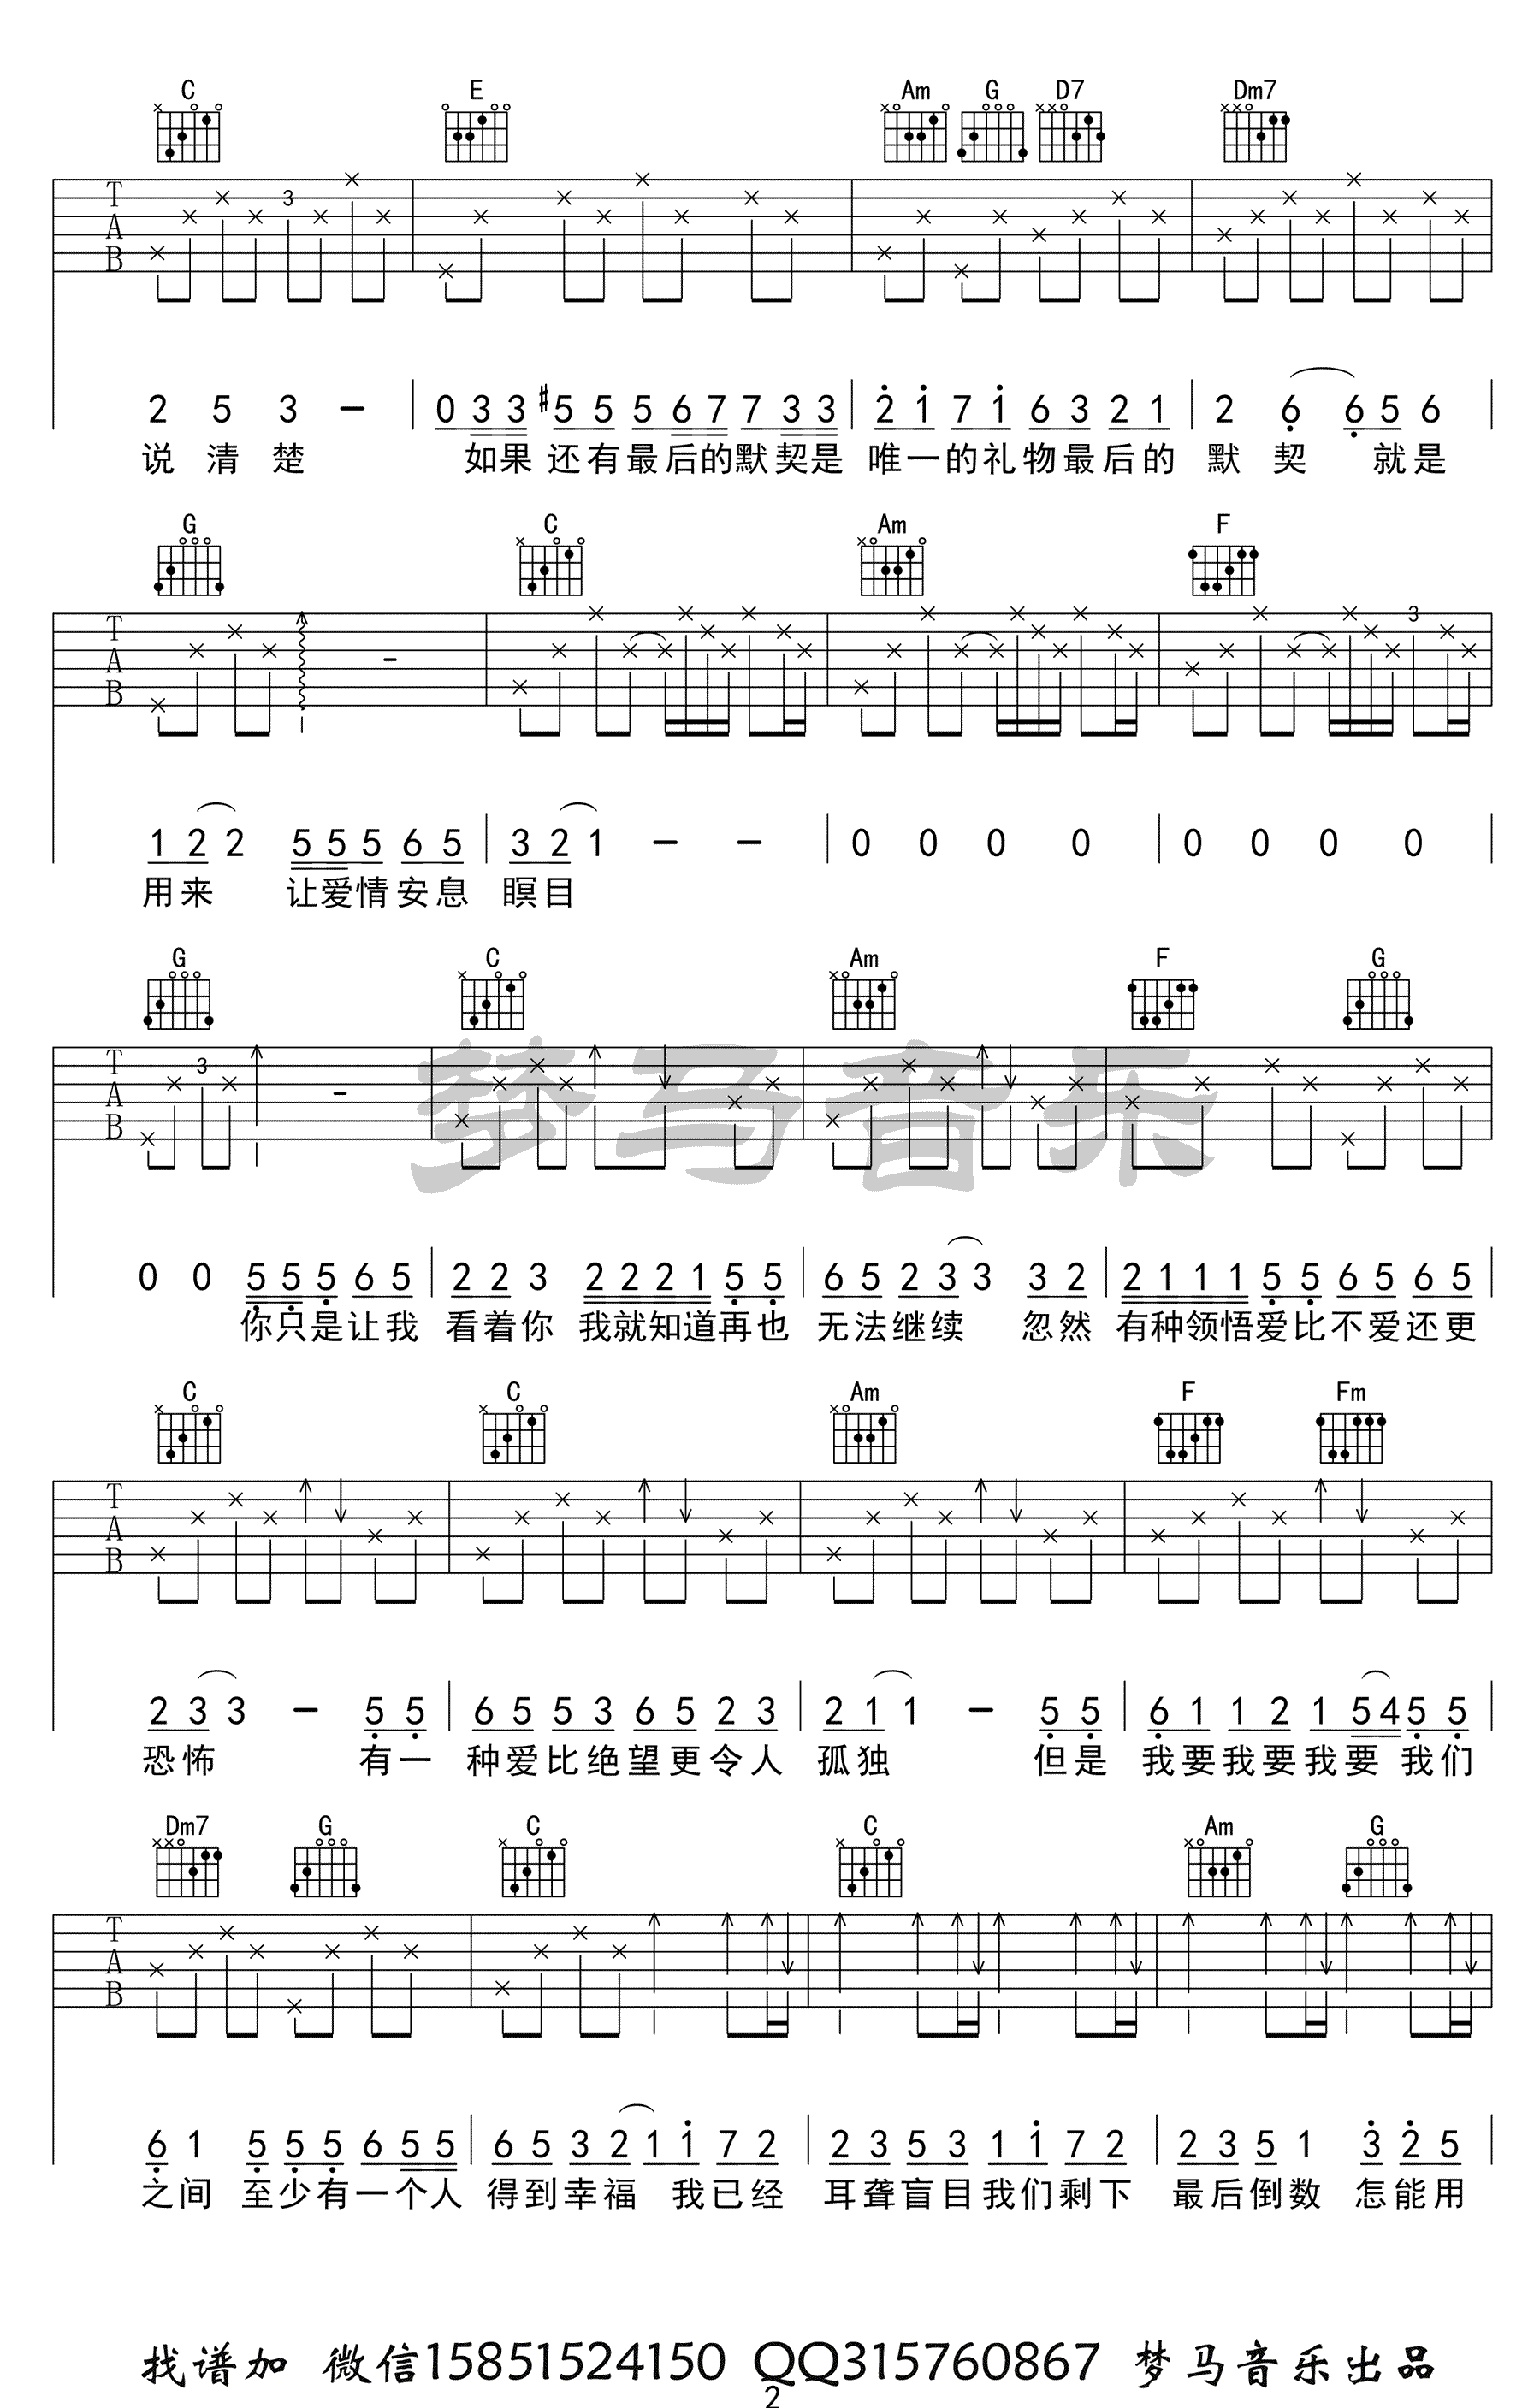 C E Am G D7 Dm7
T 3
A
B
2 5 3 - 0 3 3 #5 5 5 6 7 7 3 3 2 1 7 1 6 3 2 1 2 6 6 5 6
说 清 楚 如果 还有最后的默契是 唯一的礼物最后的 默 契 就是
G C Am F
T 3
A -
B
1 2 2 5 5 5 6 5 3 2 1 - - 0 0 0 0 0 0 0 0
用来 让爱情安息 瞑目
G C Am F G
T 3
A -
B
梦马音乐
0 0 5 5 5 6 5 2 2 3 2 2 2 1 5 5 6 5 2 3 3 3 2 2 1 1 1 5 5 6 5 6 5
你只是让我 看着你 我就知道再也 无法继续 忽然 有种领悟爱比不爱还更
C C Am F Fm
T
A
B
2 3 3 - 5 5 6 5 5 3 6 5 2 3 2 1 1 - 5 5 6 1 1 2 1 5 4 5 5
恐怖 有一 种爱比绝望更令人 孤独 但是 我要我要我要 我们
Dm7 G C C Am G
T
A
B
6 1 5 5 5 6 5 5 6 5 3 2 1 1 7 2 2 3 5 3 1 1 7 2 2 3 5 1 3 2 5
之间 至少有一个人 得到幸福 我已经 耳聋盲目我们剩下 最后倒数 怎能用
找谱加 微信15851524150 QQ315760867 梦马音乐出品
2